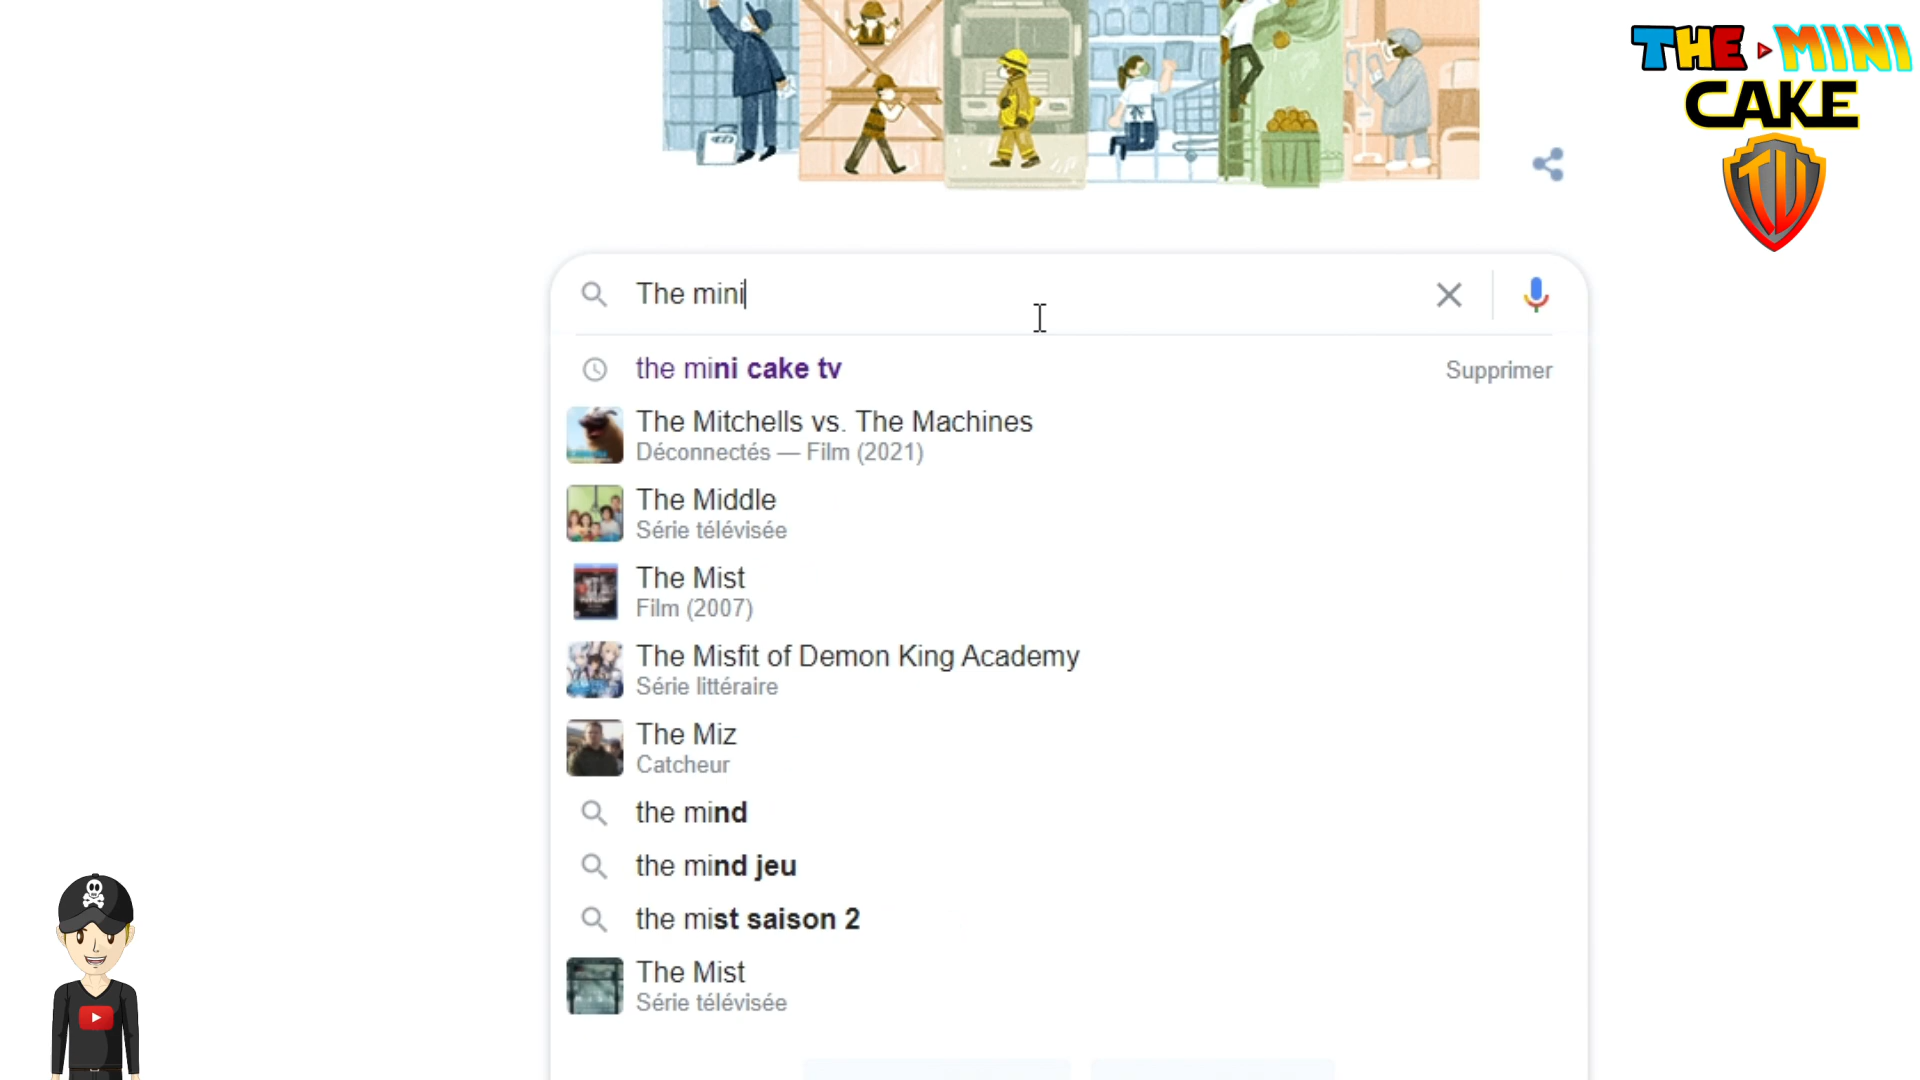 THE MINI
CAKE
TU
The mini
the mini cake tv
Supprimer
The Mitchells vs. The Machines
Déconnectés — Film (2021)
The Middle
Série télévisée
The Mist
Film (2007)
The Misfit of Demon King Academy
Série littéraire
The Miz
Catcheur
the mind
the mind jeu
the mist saison 2
The Mist
Série télévisée